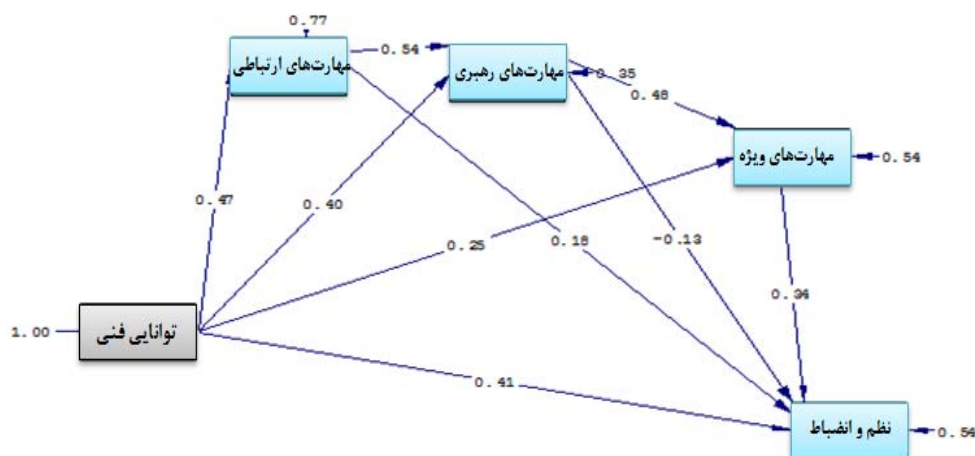 0.77
مهارت‌های ارتباطی
0.54
مهارت‌های رهبری
0.35
0.48
مهارت‌های ویژه
0.54
0.47
0.40
0.25
0.18
-0.13
0.34
1.00
توانایی فنی
0.41
نظم و انضباط
0.54